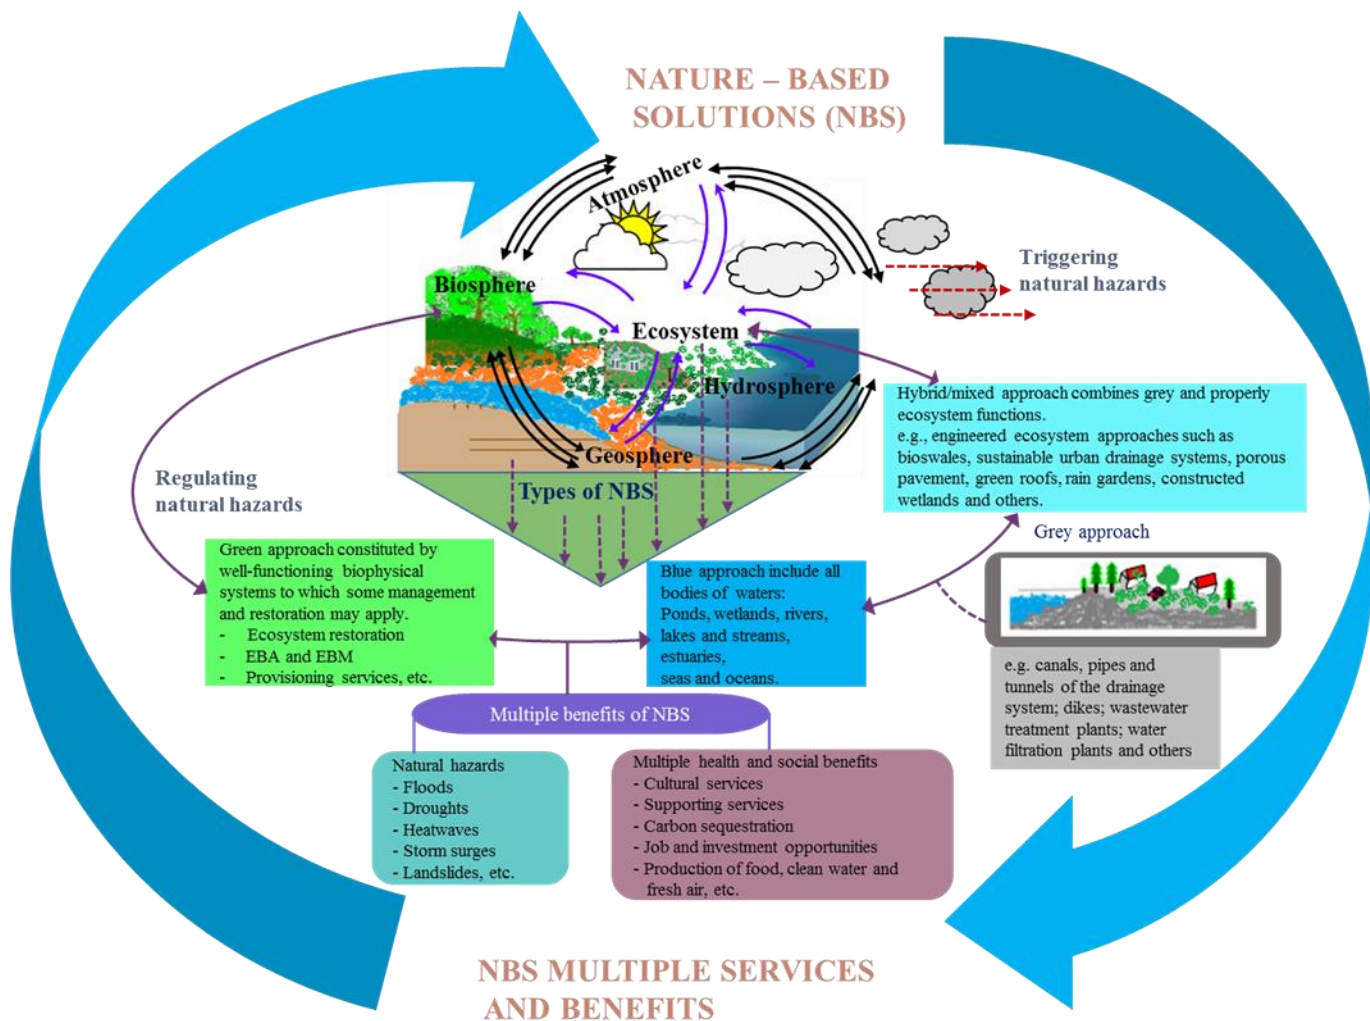 NATURE – BASED
SOLUTIONS (NBS)
Atmosphere
Biosphere
Triggering
natural hazards
Ecosystem
Hydrosphere
Geosphere
Types of NBS
Regulating
natural hazards
Hybrid/mixed approach combines grey and properly
ecosystem functions.
e.g., engineered ecosystem approaches such as
bioswales, sustainable urban drainage systems, porous
pavement, green roofs, rain gardens, constructed
wetlands and others.
Grey approach
Green approach constituted by
well-functioning biophysical
systems to which some management
and restoration may apply.
- Ecosystem restoration
- EBA and EBM
- Provisioning services, etc.
Blue approach include all
bodies of waters:
Ponds, wetlands, rivers,
lakes and streams,
estuaries,
seas and oceans.
e.g. canals, pipes and
tunnels of the drainage
system; dikes; wastewater
treatment plants; water
filtration plants and others
Multiple benefits of NBS
Natural hazards
- Floods
- Droughts
- Heatwaves
- Storm surges
- Landslides, etc.
Multiple health and social benefits
- Cultural services
- Supporting services
- Carbon sequestration
- Job and investment opportunities
- Production of food, clean water and
fresh air, etc.
NBS MULTIPLE SERVICES
AND BENEFITS